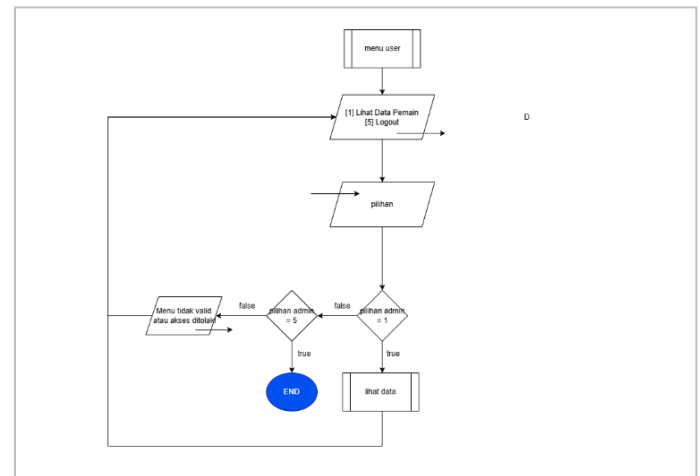 menu user
[1] Lihat Data Pemain
[5] Logout
D
pilihan
Menu tidak valid
atau akses ditolak
false
pilihan admin
= 5
false
pilihan admin
= 1
true
true
END
lihat data